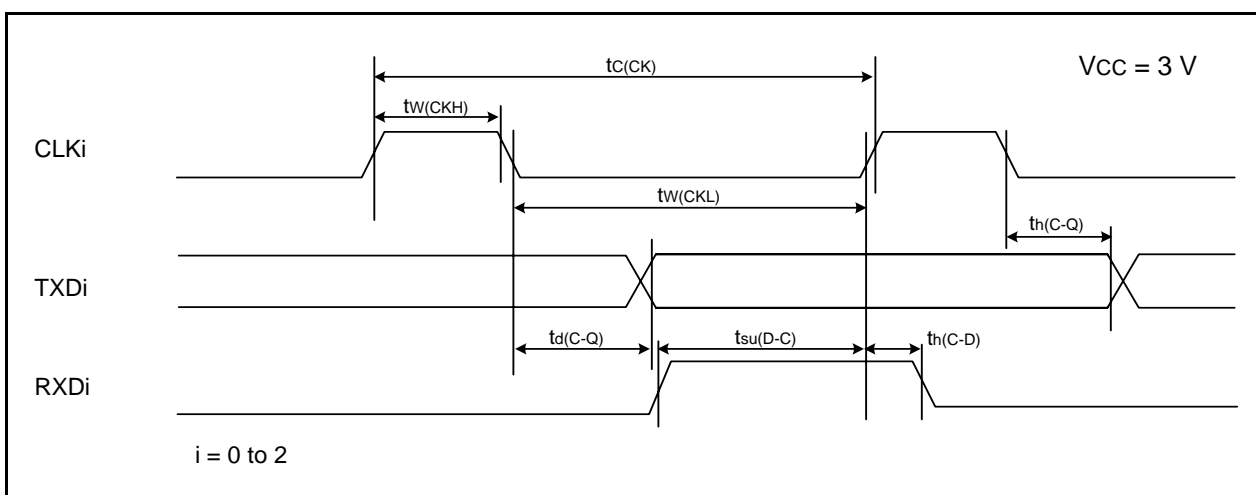 tC(CK)
VCC = 3 V
tW(CKH)
CLKi
tW(CKL)
th(C-Q)
TXDi
td(C-Q)
tsu(D-C)
th(C-D)
RXDi
i = 0 to 2